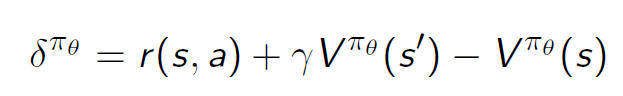 δ^{π_θ} = r(s, a) + γV^{π_θ}(s′) − V^{π_θ}(s)